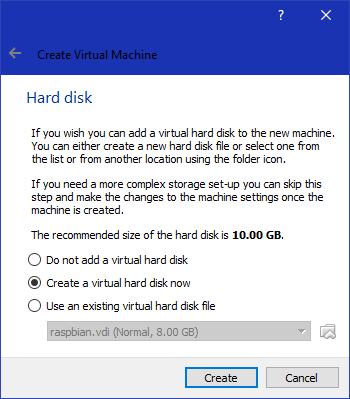 ?
Create Virtual Machine
Hard disk
If you wish you can add a virtual hard disk to the new machine.
You can either create a new hard disk file or select one from
the list or from another location using the folder icon.
If you need a more complex storage set-up you can skip this
step and make the changes to the machine settings once the
machine is created.
The recommended size of the hard disk is 10.00 GB.
Do not add a virtual hard disk
Create a virtual hard disk now
Use an existing virtual hard disk file
raspbian.vdi (Normal, 8.00 GB)
Create Cancel